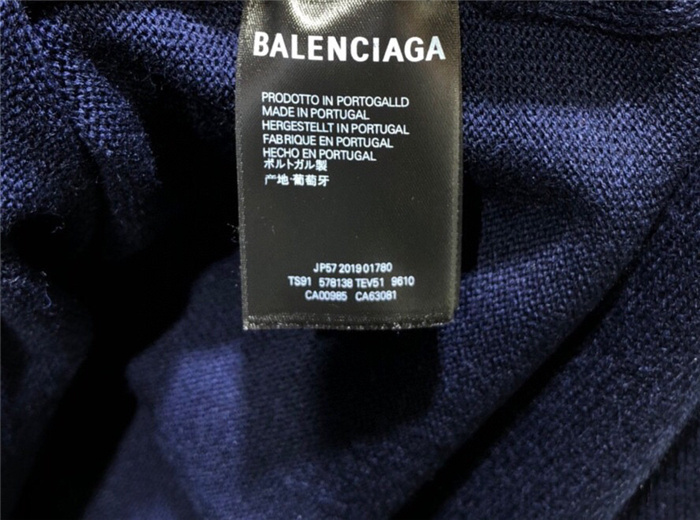 BALENCIAGA
PRODOTTO IN PORTOGALLD
MADE IN PORTUGAL
HERGESTELLT IN PORTUGAL
FABRIQUE EN PORTUGAL
HECHO EN PORTUGAL
ポルトガル製
产地·葡萄牙
JP57 2019 01780
TS91 578138 TEV51 9610
CA00985 CA63081